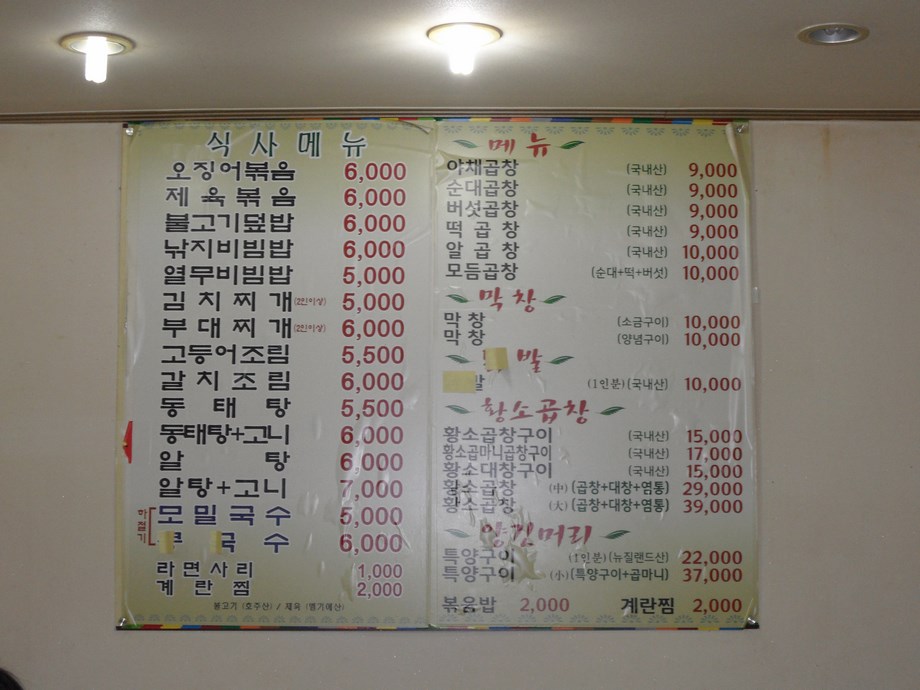 식사메뉴
오징어볶음 6,000
제육볶음 6,000
불고기덮밥 6,000
낚지비빔밥 6,000
열무비빔밥 5,000
김치찌개 (2인이상) 5,000
부대찌개 (2인이상) 6,000
고등어조림 5,500
갈치조림 6,000
동태탕 5,500
동태탕+고니 6,000
알탕 6,000
알탕+고니 7,000
모밀국수 5,000
국수 6,000
라면사리 1,000
계란찜 2,000
불고기 (호주산) / 제육 (벨기에산)
메뉴
야채곱창 (국내산) 9,000
순대곱창 (국내산) 9,000
버섯곱창 (국내산) 9,000
떡곱창 (국내산) 9,000
알곱창 (국내산) 10,000
모듬곱창 (순대+떡+버섯) 10,000
막창
막창 (소금구이) 10,000
막창 (양념구이) 10,000
발
발 (1인분)(국내산) 10,000
황소곱창
황소곱창구이 (국내산) 15,000
황소곱마니곱창구이 (국내산) 17,000
황소대창구이 (국내산) 15,000
황소곱창 (中)(곱창+대창+염통) 29,000
황소곱창 (大)(곱창+대창+염통) 39,000
양깃머리
특양구이 (1인분)(뉴질랜드산) 22,000
특양구이 (小)(특양구이+곱마니) 37,000
볶음밥 2,000 계란찜 2,000